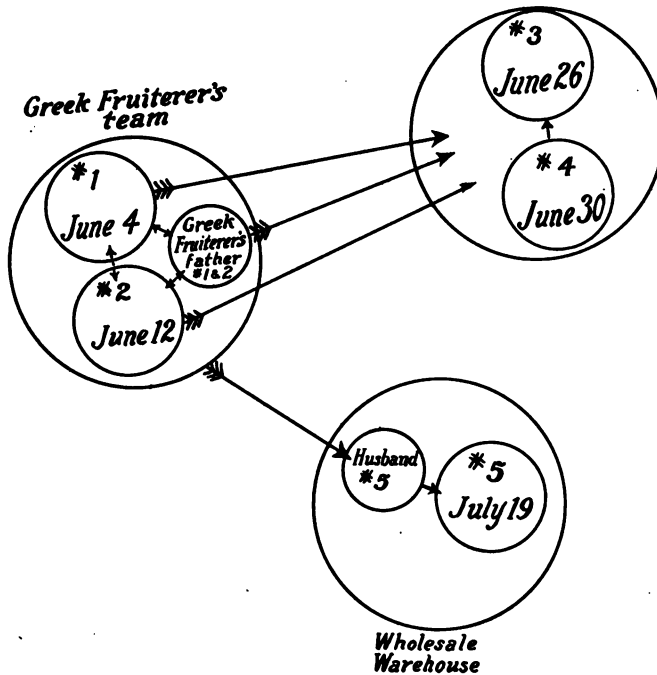 Greek Fruiterer's
team
#1
June 4
Greek
Fruiterer's
father
#1&2
#2
June 12
#3
June 26
#4
June 30
Husband
#5
#5
July 19
Wholesale
Warehouse